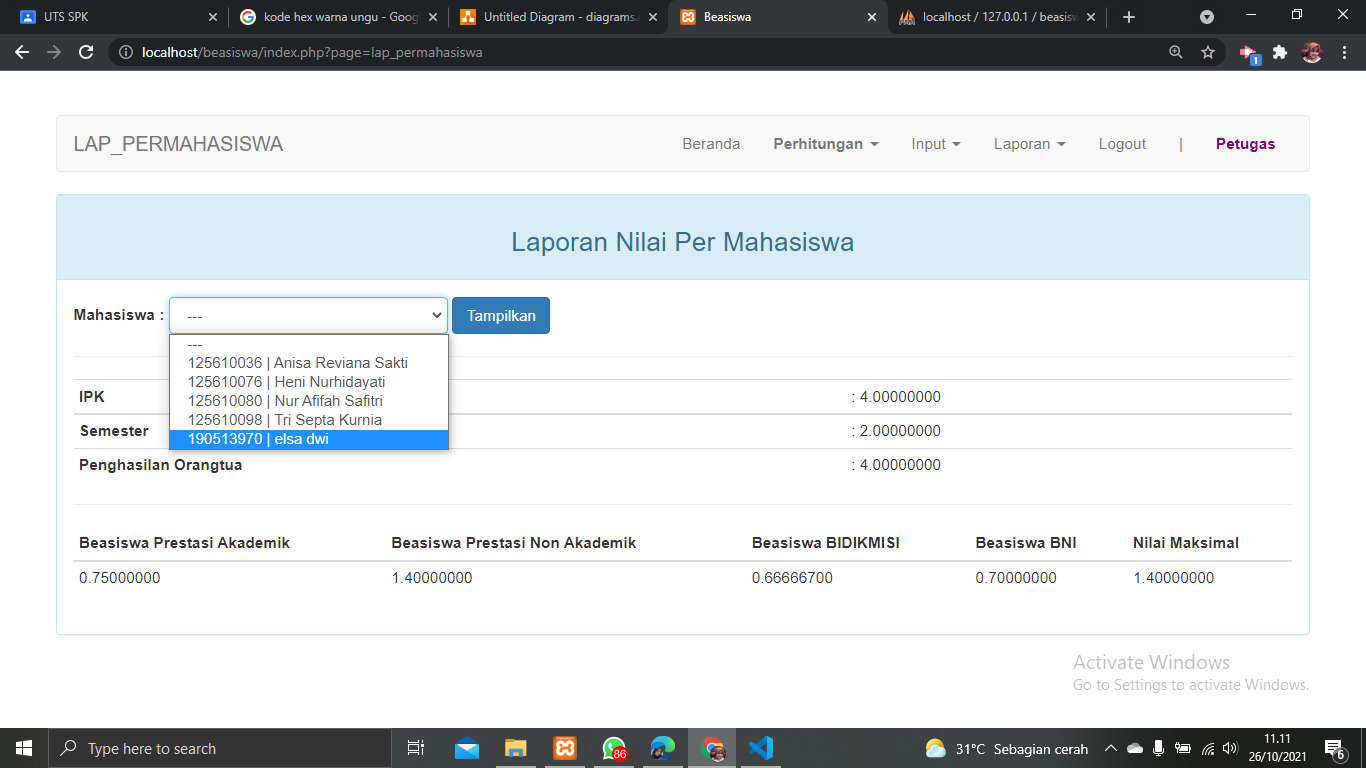 UTS SPK
kode hex warna ungu - Goog
Untitled Diagram - diagrams.
Beasiswa
localhost / 127.0.0.1 / beasisw
localhost/beasiswa/index.php?page=lap_permahasiswa
1
LAP_PERMAHASISWA
Beranda Perhitungan Input Laporan Logout | Petugas
Laporan Nilai Per Mahasiswa
Mahasiswa : --- Tampilkan
---
125610036 | Anisa Reviana Sakti
125610076 | Heni Nurhidayati
125610080 | Nur Afifah Safitri
125610098 | Tri Septa Kurnia
190513970 | elsa dwi
IPK : 4.00000000
Semester : 2.00000000
Penghasilan Orangtua : 4.00000000
Beasiswa Prestasi Akademik Beasiswa Prestasi Non Akademik Beasiswa BIDIKMISI Beasiswa BNI Nilai Maksimal
0.75000000 1.40000000 0.66666700 0.70000000 1.40000000
Activate Windows
Go to Settings to activate Windows.
Type here to search
86
31°C Sebagian cerah
11.11
26/10/2021
6